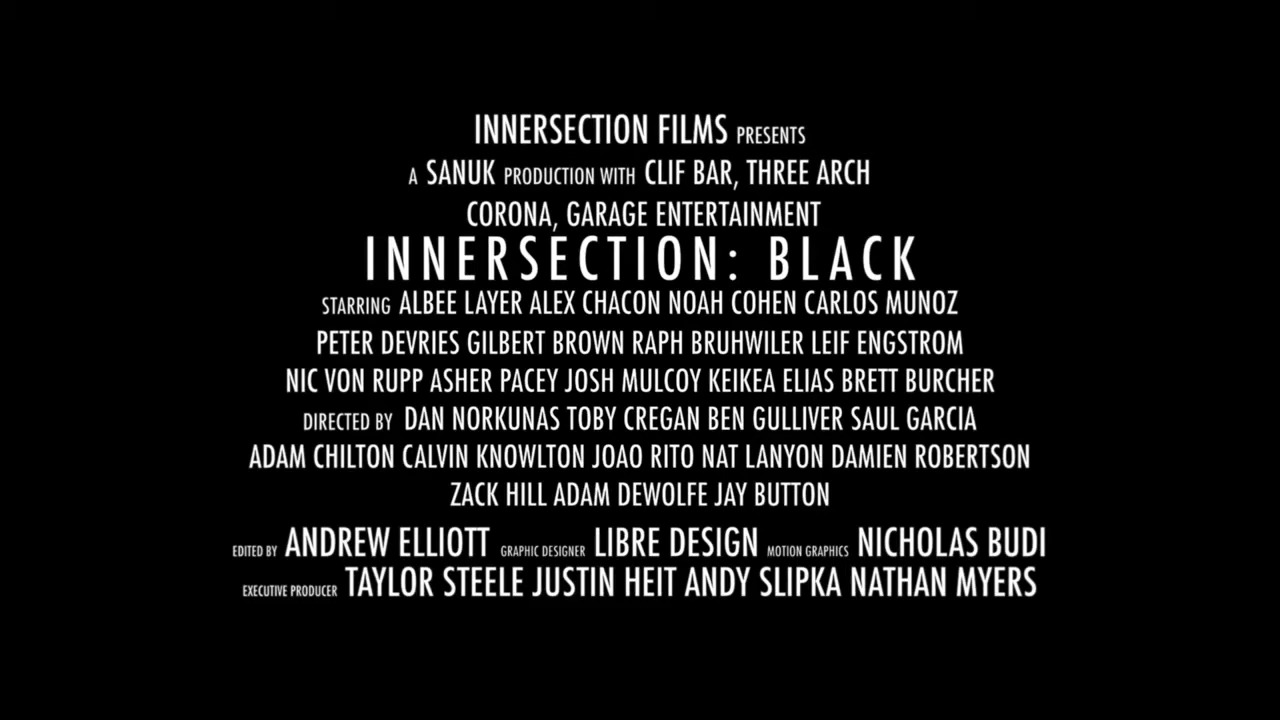 INNERSECTION FILMS PRESENTS
A SANUK PRODUCTION WITH CLIF BAR, THREE ARCH
CORONA, GARAGE ENTERTAINMENT
INNERSECTION: BLACK
STARRING ALBEE LAYER ALEX CHACON NOAH COHEN CARLOS MUNOZ
PETER DEVRIES GILBERT BROWN RAPH BRUHWILER LEIF ENGSTROM
NIC VON RUPP ASHER PACEY JOSH MULCOY KEIKEA ELIAS BRETT BURCHER
DIRECTED BY DAN NORKUNAS TOBY CREGAN BEN GULLIVER SAUL GARCIA
ADAM CHILTON CALVIN KNOWLTON JOAO RITO NAT LANYON DAMIEN ROBERTSON
ZACK HILL ADAM DEWOLFE JAY BUTTON
EDITED BY ANDREW ELLIOTT GRAPHIC DESIGNER LIBRE DESIGN MOTION GRAPHICS NICHOLAS BUDI
EXECUTIVE PRODUCER TAYLOR STEELE JUSTIN HEIT ANDY SLIPKA NATHAN MYERS